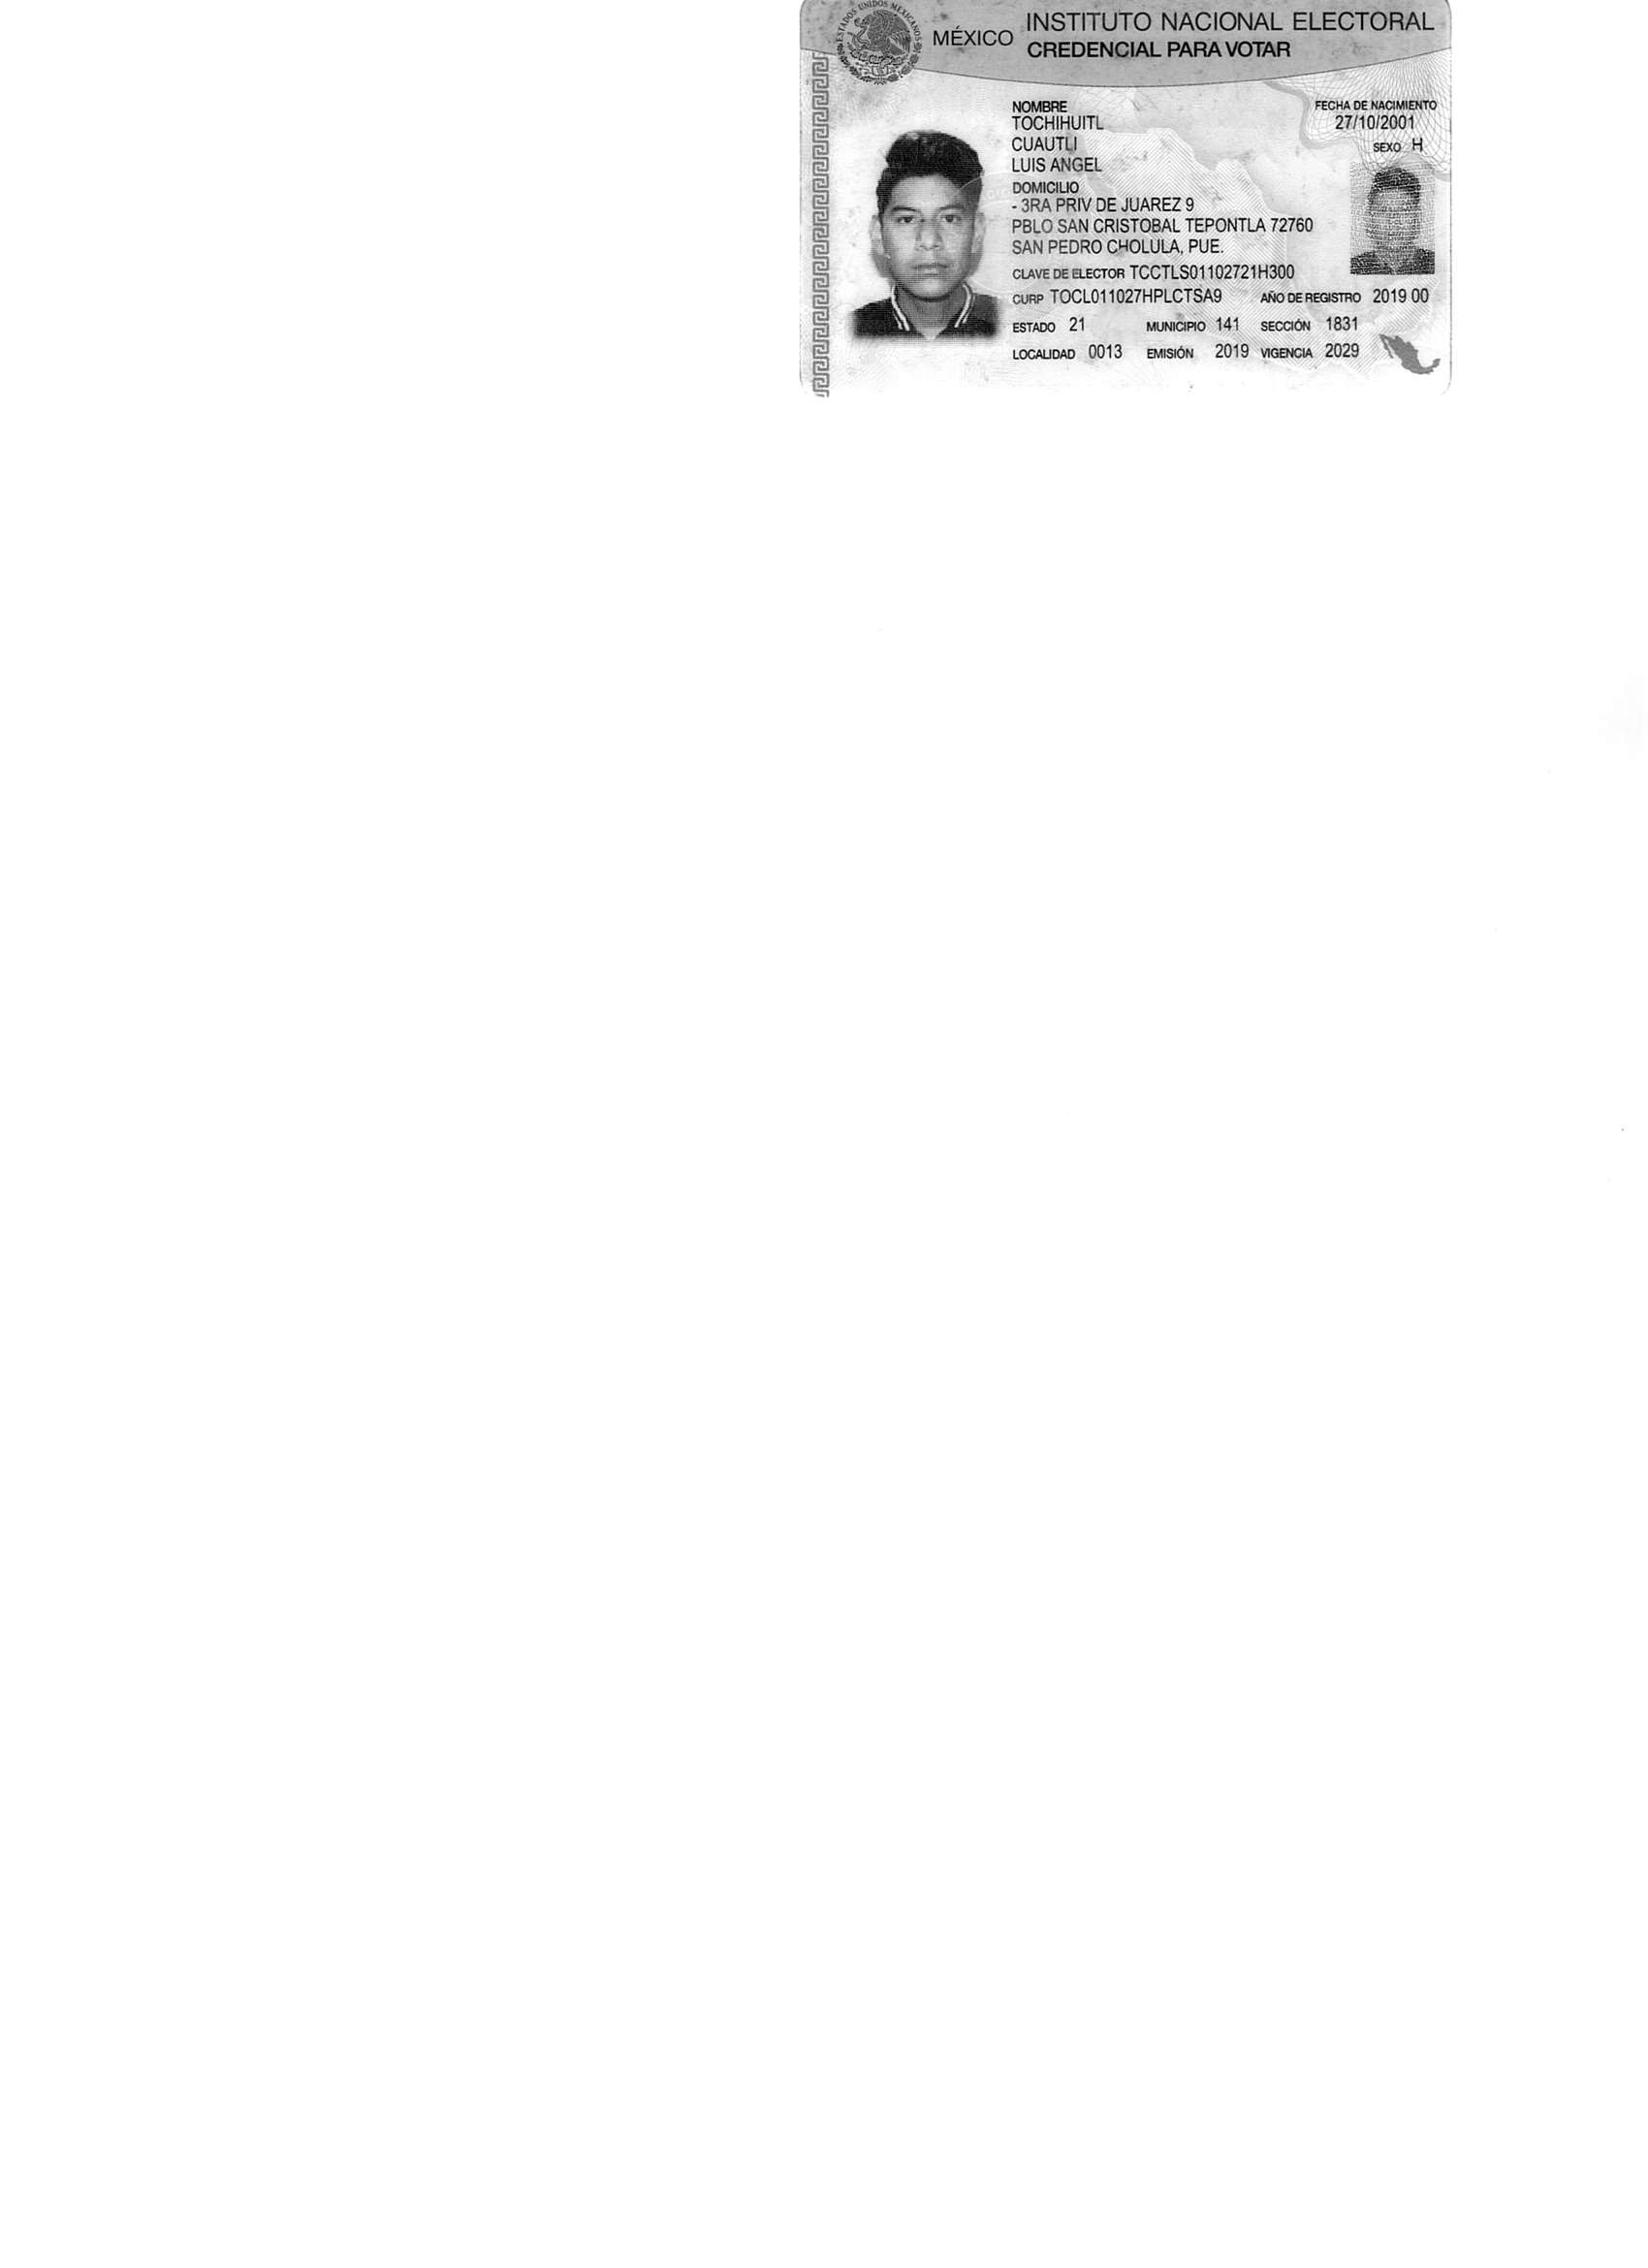 ESTADOS UNIDOS MEXICANOS
MÉXICO
INSTITUTO NACIONAL ELECTORAL
CREDENCIAL PARA VOTAR
NOMBRE
TOCHIHUITL
CUAUTLI
LUIS ANGEL
FECHA DE NACIMIENTO
27/10/2001
SEXO H
DOMICILIO
- 3RA PRIV DE JUAREZ 9
PBLO SAN CRISTOBAL TEPONTLA 72760
SAN PEDRO CHOLULA, PUE.
CLAVE DE ELECTOR TCCTLS01102721H300
CURP TOCL011027HPLCTSA9 AÑO DE REGISTRO 2019 00
ESTADO 21 MUNICIPIO 141 SECCIÓN 1831
LOCALIDAD 0013 EMISIÓN 2019 VIGENCIA 2029